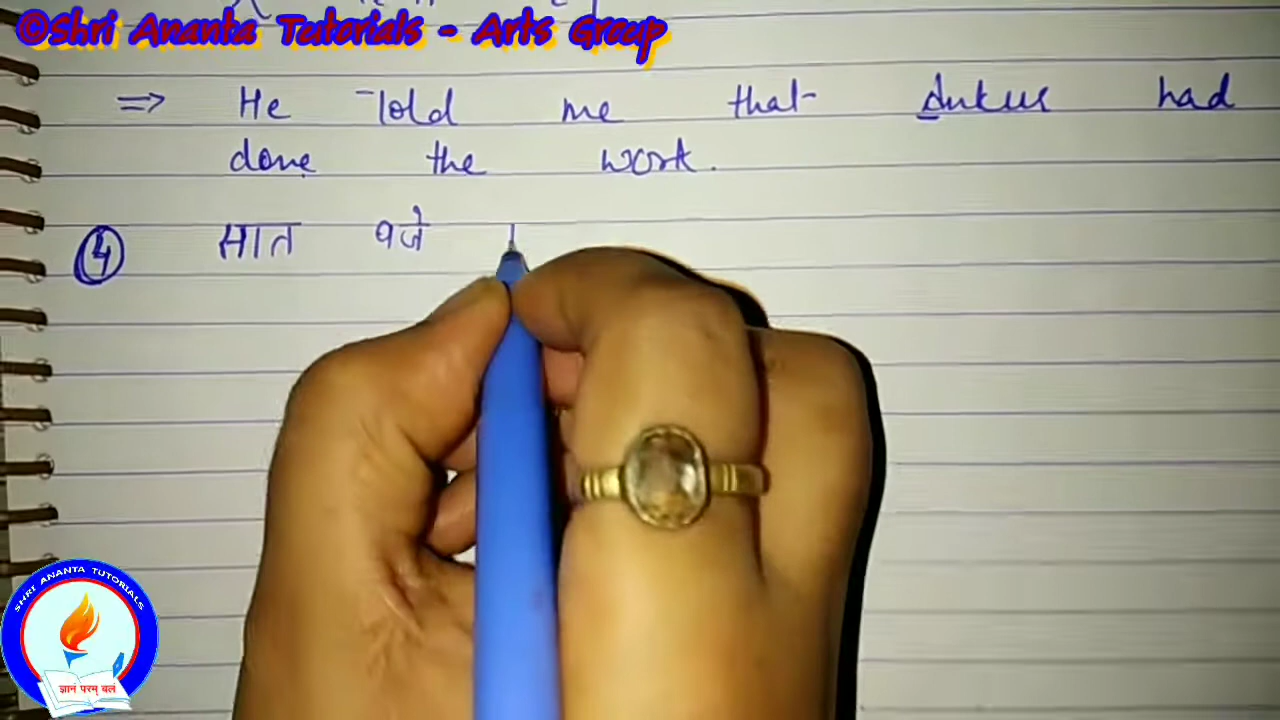 ©Shri Ananta Tutorials - Arts Group
⇒ He told me that Ankus had
done the work.
④ सात बजे
SHRI ANANTA TUTORIALS
ज्ञानं परमं बलं